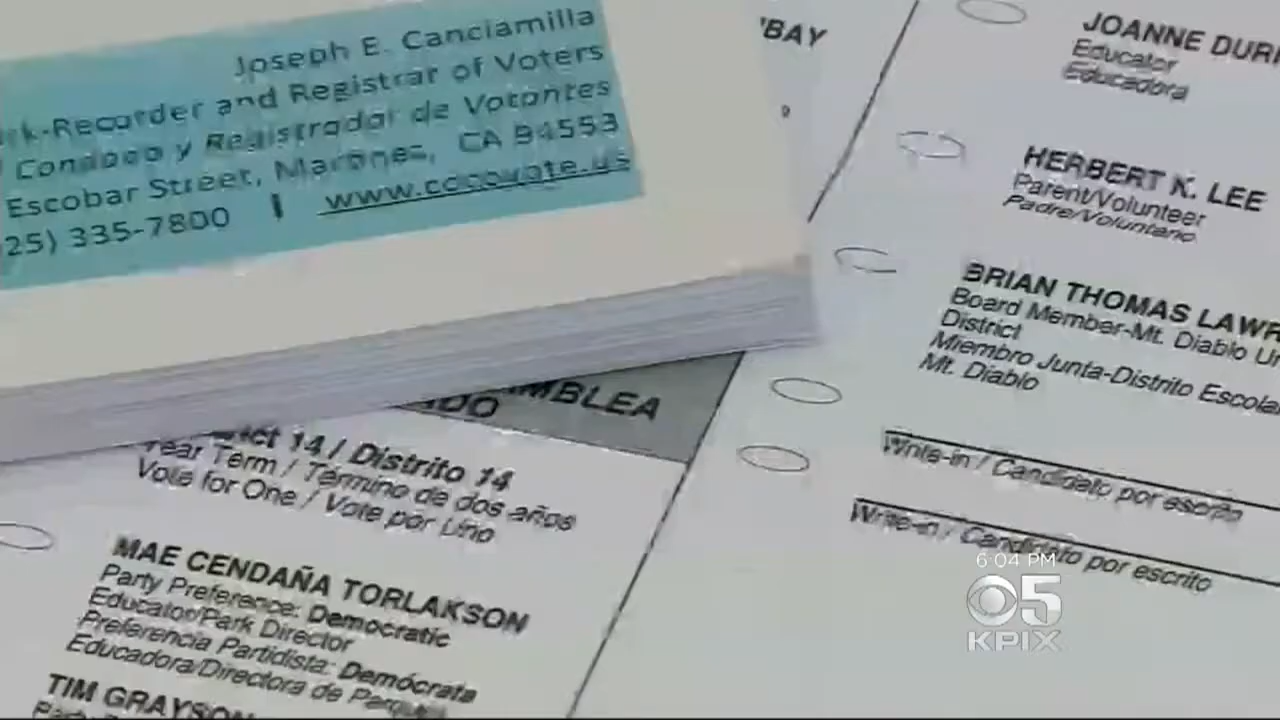 Joseph E. Canciamilla
rk-Recorder and Registrar of Voters
Condado y Registrador de Votantes
Escobar Street, Martinez, CA 94553
25) 335-7800 | www.cocovote.us
BAY
JOANNE DURK
Educator
Educadora
HERBERT K. LEE
Parent/Volunteer
Padre/Voluntario
BRIAN THOMAS LAWR
Board Member-Mt. Diablo Un
District
Miembro Junta-Distrito Escola
Mt. Diablo
Write-in / Candidato por escrito
Write-in / Candidato por escrito
AMBLEA
ADO
District 14 / Distrito 14
Year Term / Término de dos años
Vote for One / Vote por Uno
MAE CENDAÑA TORLAKSON
Party Preference: Democratic
Educator/Park Director
Preferencia Partidista: Demócrata
Educadora/Directora de Parques
TIM GRAYSON
6:04 PM
5
KPIX